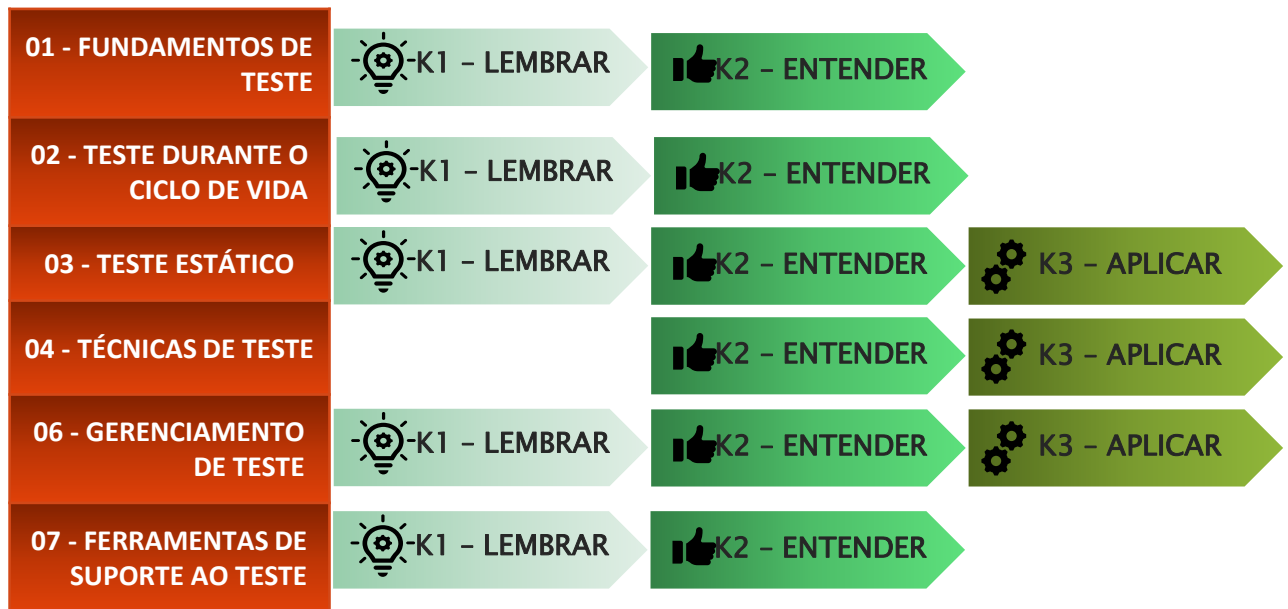 01 - FUNDAMENTOS DE
TESTE
K1 – LEMBRAR
K2 – ENTENDER
02 - TESTE DURANTE O
CICLO DE VIDA
K1 – LEMBRAR
K2 – ENTENDER
03 - TESTE ESTÁTICO
K1 – LEMBRAR
K2 – ENTENDER
K3 – APLICAR
04 - TÉCNICAS DE TESTE
K2 – ENTENDER
K3 – APLICAR
06 - GERENCIAMENTO
DE TESTE
K1 – LEMBRAR
K2 – ENTENDER
K3 – APLICAR
07 - FERRAMENTAS DE
SUPORTE AO TESTE
K1 – LEMBRAR
K2 – ENTENDER